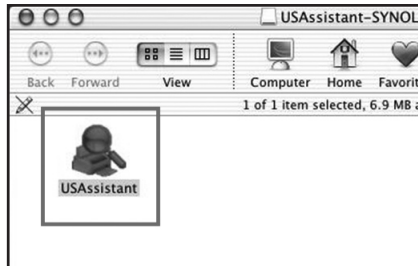 USAssistant-SYNOL
Back Forward View Computer Home Favorit
1 of 1 item selected, 6.9 MB a
USAssistant